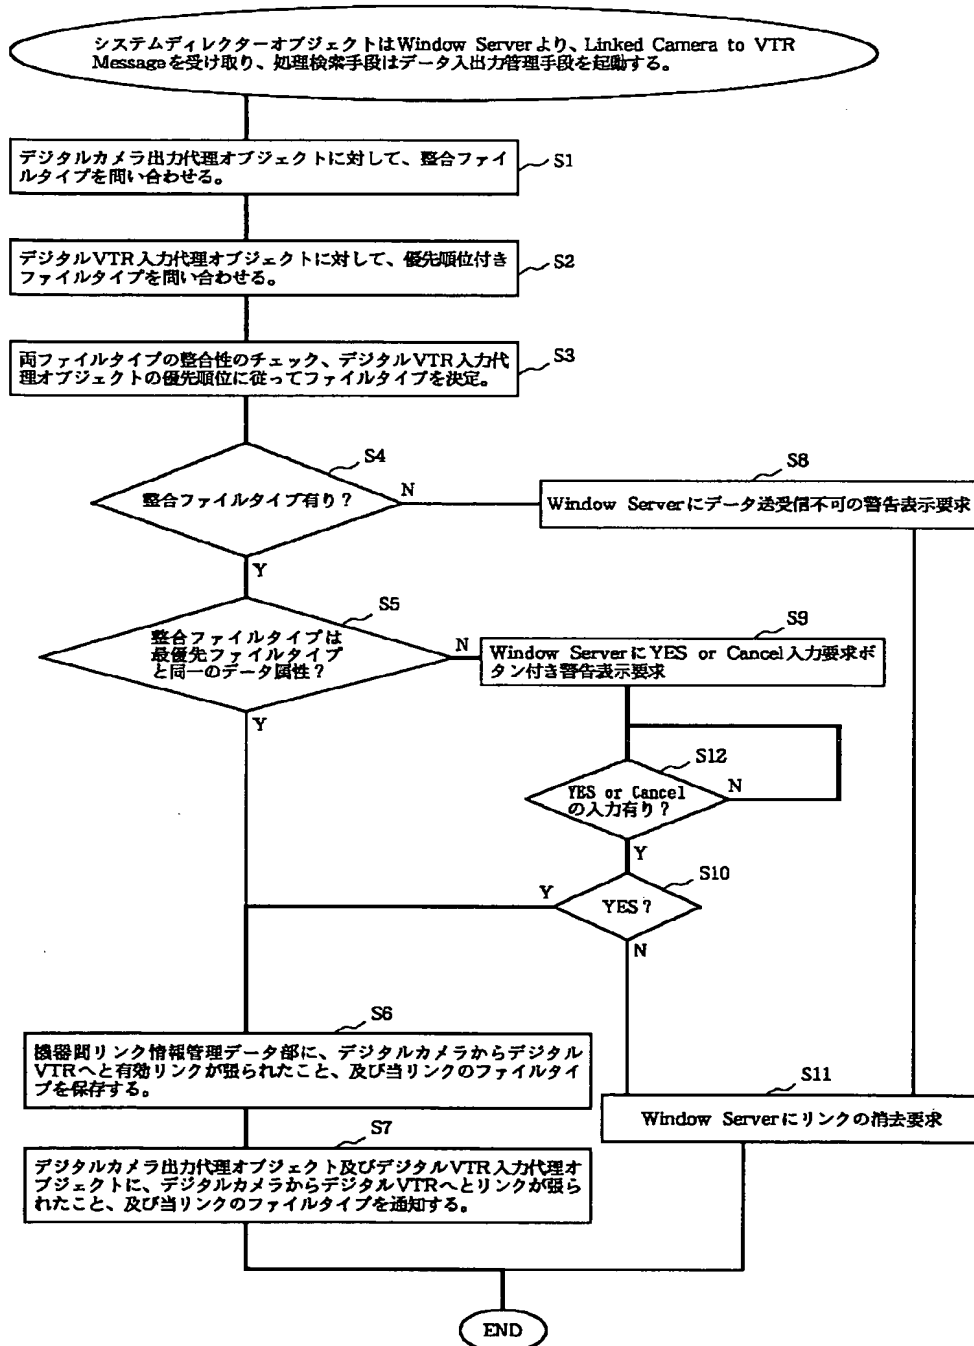 システムディレクターオブジェクトはWindow Serverより、Linked Camera to VTR
Messageを受け取り、処理検索手段はデータ入出力管理手段を起動する。
デジタルカメラ出力代理オブジェクトに対して、整合ファイ
ルタイプを問い合わせる。
S1
デジタルVTR入力代理オブジェクトに対して、優先順位付き
ファイルタイプを問い合わせる。
S2
両ファイルタイプの整合性のチェック、デジタルVTR入力代
理オブジェクトの優先順位に従ってファイルタイプを決定。
S3
S4
整合ファイルタイプ有り?
N
Y
S8
Window Serverにデータ送受信不可の警告表示要求
S5
整合ファイルタイプは
最優先ファイルタイプ
と同一のデータ属性?
N
Y
S9
Window ServerにYES or Cancel入力要求ボ
タン付き警告表示要求
S12
YES or Cancel
の入力有り?
N
Y
S10
YES?
Y
N
S6
機器間リンク情報管理データ部に、デジタルカメラからデジタル
VTRへと有効リンクが張られたこと、及び当リンクのファイルタイ
プを保存する。
S11
Window Serverにリンクの消去要求
S7
デジタルカメラ出力代理オブジェクト及びデジタルVTR入力代理オ
ブジェクトに、デジタルカメラからデジタルVTRへとリンクが張
られたこと、及び当リンクのファイルタイプを通知する。
END